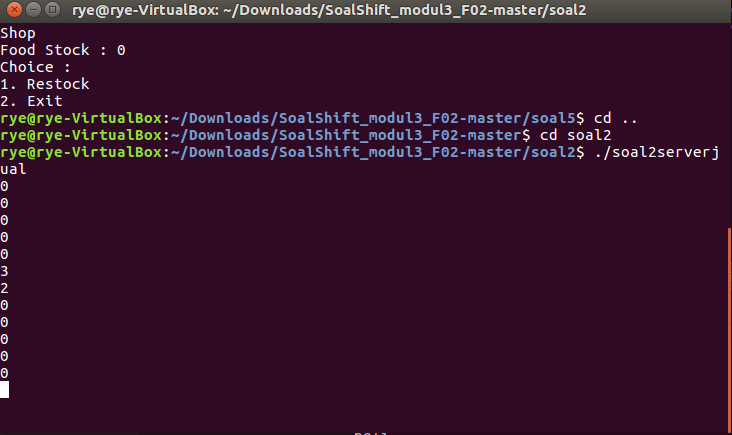 rye@rye-VirtualBox: ~/Downloads/SoalShift_modul3_F02-master/soal2
Shop
Food Stock : 0
Choice :
1. Restock
2. Exit
rye@rye-VirtualBox:~/Downloads/SoalShift_modul3_F02-master/soal5$ cd ..
rye@rye-VirtualBox:~/Downloads/SoalShift_modul3_F02-master$ cd soal2
rye@rye-VirtualBox:~/Downloads/SoalShift_modul3_F02-master/soal2$ ./soal2serverj
ual
0
0
0
0
0
3
2
0
0
0
0
0